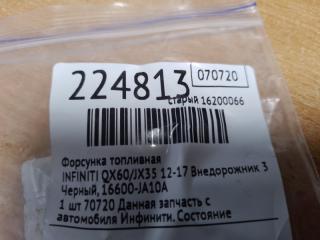 224813
070720
старый 16200066
Форсунка топливная
INFINITI QX60/JX35 12-17 Внедорожник 3
Черный, 16600-JA10A
1 шт 70720 Данная запчасть с
автомобиля Инфинити. Состояние